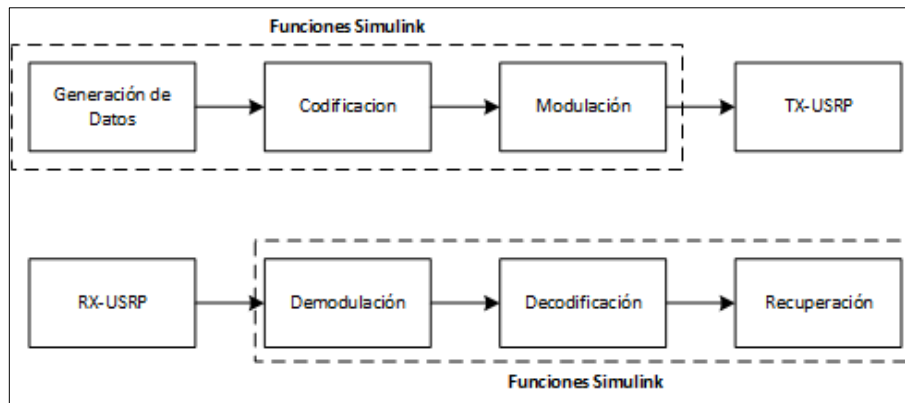 Funciones Simulink
Generación de
Datos
Codificacion
Modulación
TX-USRP
RX-USRP
Demodulación
Decodificación
Recuperación
Funciones Simulink